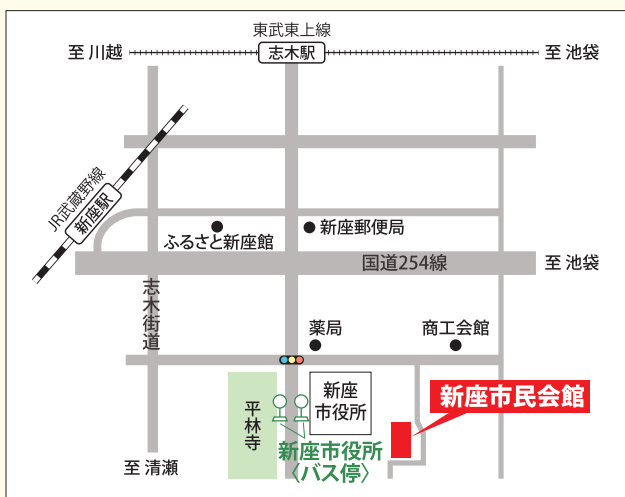 東武東上線
至 川越
志木駅
至 池袋
JR武蔵野線
新座駅
ふるさと新座館
新座郵便局
国道254線
至 池袋
志木街道
薬局
商工会館
平林寺
新座
市役所
新座市民会館
新座市役所
〈バス停〉
至 清瀬